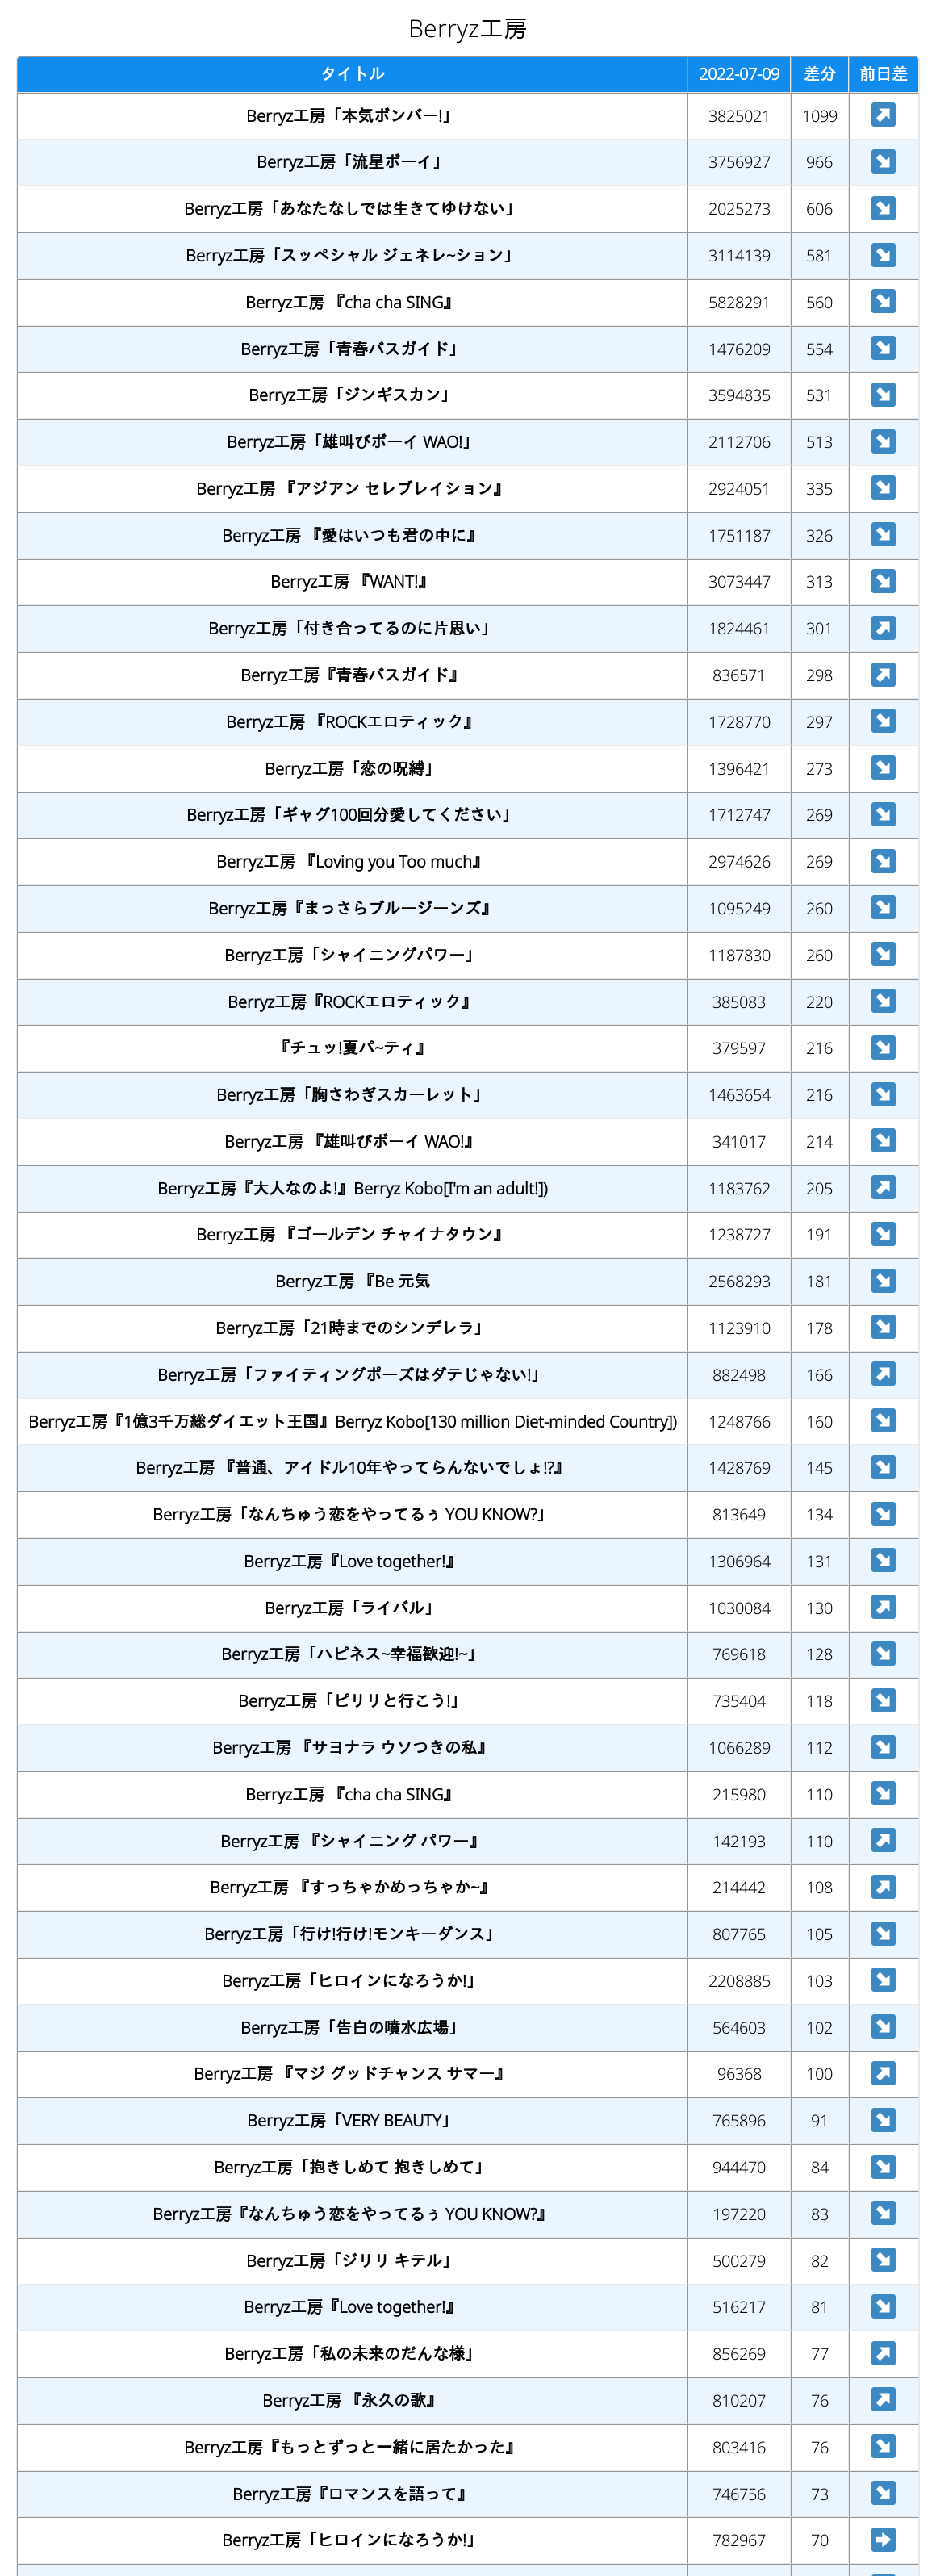 Berryz工房
タイトル 2022-07-09 差分 前日差
Berryz工房「本気ボンバー!」 3825021 1099
Berryz工房「流星ボーイ」 3756927 966
Berryz工房「あなたなしでは生きてゆけない」 2025273 606
Berryz工房「スッペシャル ジェネレ~ション」 3114139 581
Berryz工房 『cha cha SING』 5828291 560
Berryz工房「青春バスガイド」 1476209 554
Berryz工房「ジンギスカン」 3594835 531
Berryz工房「雄叫びボーイ WAO!」 2112706 513
Berryz工房 『アジアン セレブレイション』 2924051 335
Berryz工房 『愛はいつも君の中に』 1751187 326
Berryz工房 『WANT!』 3073447 313
Berryz工房「付き合ってるのに片思い」 1824461 301
Berryz工房『青春バスガイド』 836571 298
Berryz工房 『ROCKエロティック』 1728770 297
Berryz工房「恋の呪縛」 1396421 273
Berryz工房「ギャグ100回分愛してください」 1712747 269
Berryz工房 『Loving you Too much』 2974626 269
Berryz工房『まっさらブルージーンズ』 1095249 260
Berryz工房「シャイニングパワー」 1187830 260
Berryz工房『ROCKエロティック』 385083 220
『チュッ!夏パ~ティ』 379597 216
Berryz工房「胸さわぎスカーレット」 1463654 216
Berryz工房 『雄叫びボーイ WAO!』 341017 214
Berryz工房『大人なのよ!』Berryz Kobo[I'm an adult!]) 1183762 205
Berryz工房 『ゴールデン チャイナタウン』 1238727 191
Berryz工房 『Be 元気 2568293 181
Berryz工房「21時までのシンデレラ」 1123910 178
Berryz工房「ファイティングポーズはダテじゃない!」 882498 166
Berryz工房『1億3千万総ダイエット王国』Berryz Kobo[130 million Diet-minded Country]) 1248766 160
Berryz工房 『普通、アイドル10年やってらんないでしょ!?』 1428769 145
Berryz工房「なんちゅう恋をやってるぅ YOU KNOW?」 813649 134
Berryz工房『Love together!』 1306964 131
Berryz工房「ライバル」 1030084 130
Berryz工房「ハピネス~幸福歓迎!~」 769618 128
Berryz工房「ピリリと行こう!」 735404 118
Berryz工房 『サヨナラ ウソつきの私』 1066289 112
Berryz工房 『cha cha SING』 215980 110
Berryz工房 『シャイニング パワー』 142193 110
Berryz工房 『すっちゃかめっちゃか~』 214442 108
Berryz工房「行け!行け!モンキーダンス」 807765 105
Berryz工房「ヒロインになろうか!」 2208885 103
Berryz工房「告白の噴水広場」 564603 102
Berryz工房 『マジ グッドチャンス サマー』 96368 100
Berryz工房「VERY BEAUTY」 765896 91
Berryz工房「抱きしめて 抱きしめて」 944470 84
Berryz工房『なんちゅう恋をやってるぅ YOU KNOW?』 197220 83
Berryz工房「ジリリ キテル」 500279 82
Berryz工房『Love together!』 516217 81
Berryz工房「私の未来のだんな様」 856269 77
Berryz工房 『永久の歌』 810207 76
Berryz工房『もっとずっと一緒に居たかった』 803416 76
Berryz工房『ロマンスを語って』 746756 73
Berryz工房「ヒロインになろうか!」 782967 70